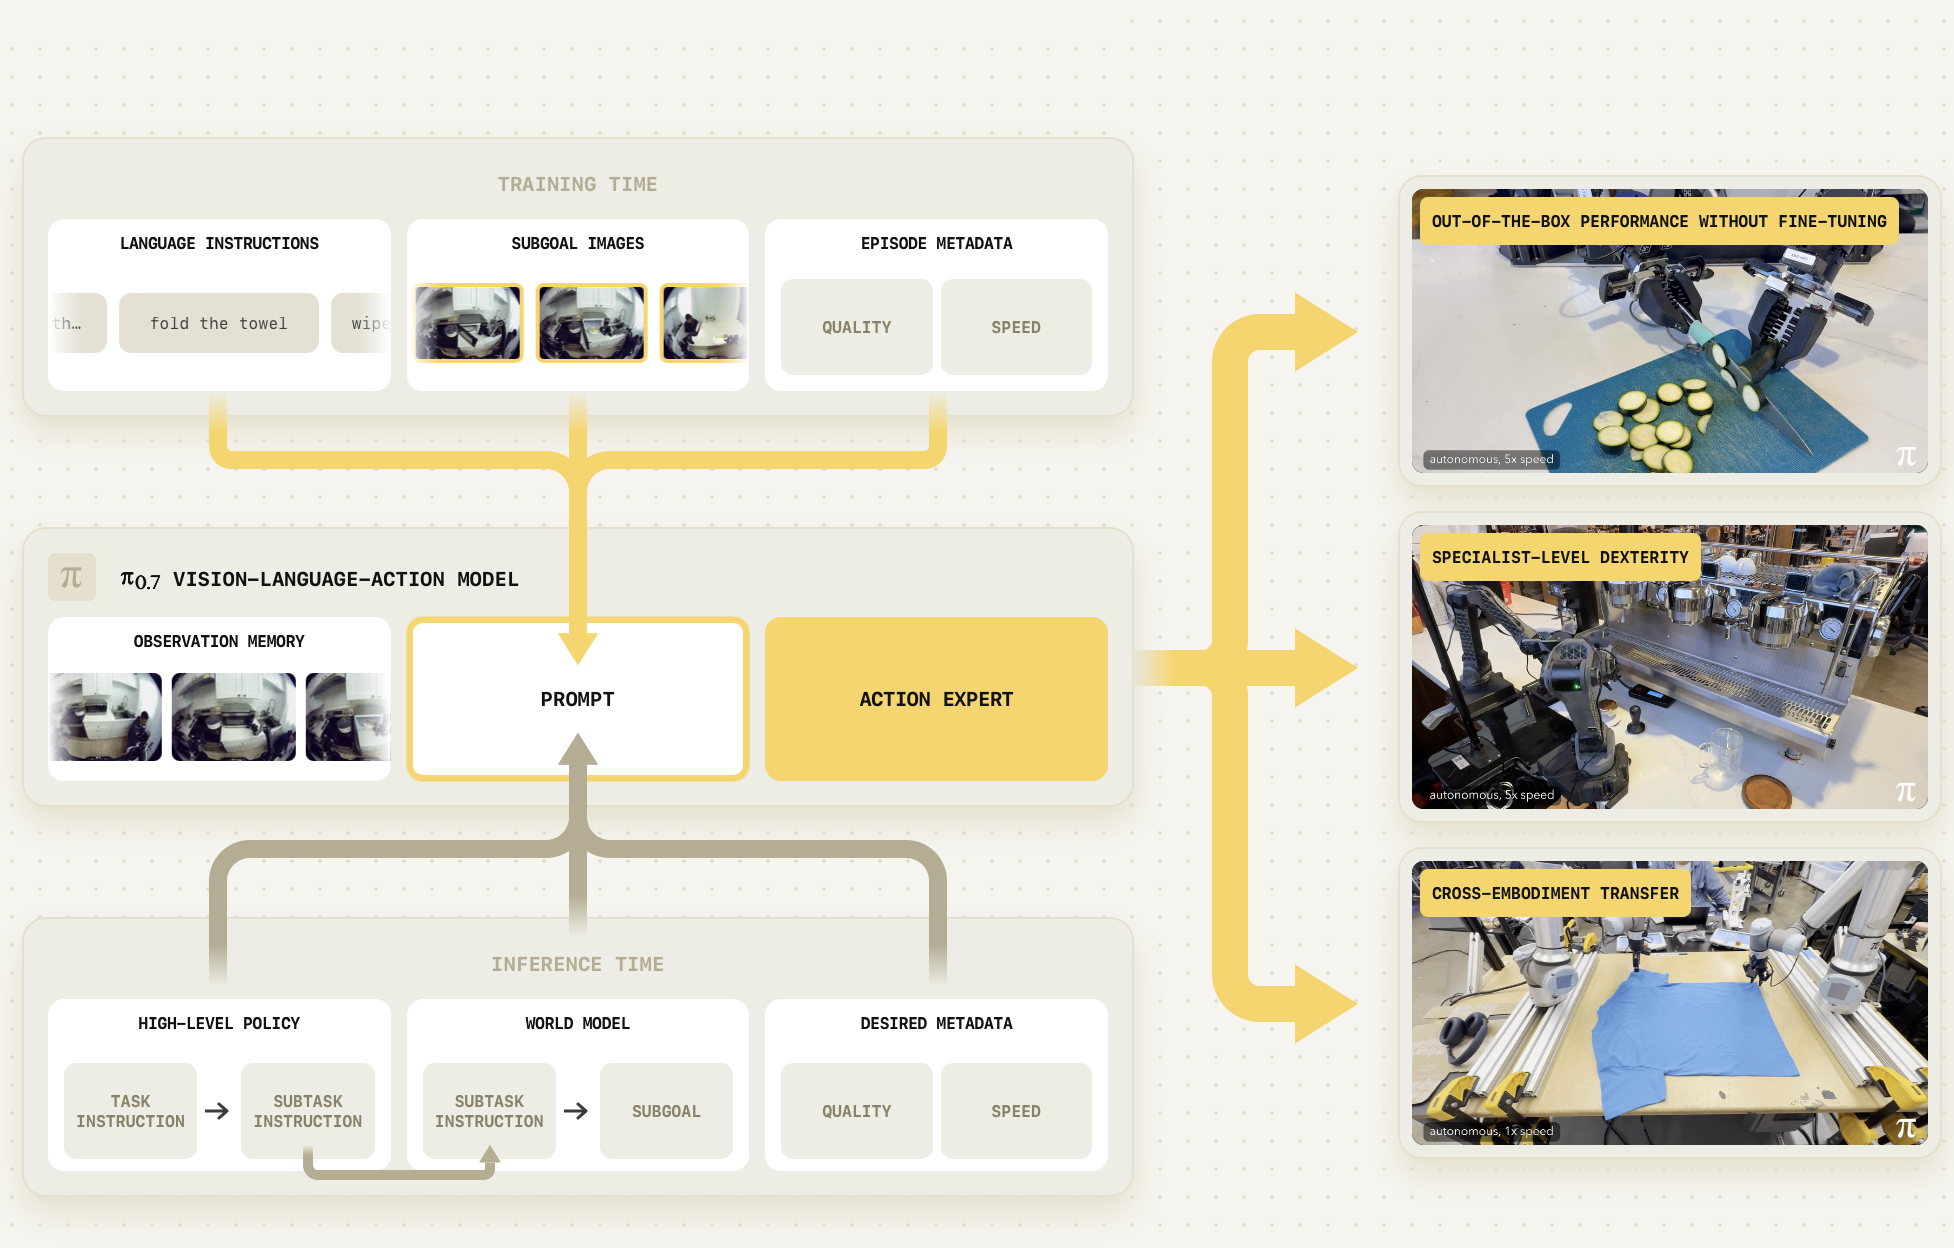 TRAINING TIME
LANGUAGE INSTRUCTIONS
th…
fold the towel
wipe
SUBGOAL IMAGES
EPISODE METADATA
QUALITY
SPEED
π
π0.7 VISION-LANGUAGE-ACTION MODEL
OBSERVATION MEMORY
PROMPT
ACTION EXPERT
INFERENCE TIME
HIGH-LEVEL POLICY
TASK
INSTRUCTION
SUBTASK
INSTRUCTION
WORLD MODEL
SUBTASK
INSTRUCTION
SUBGOAL
DESIRED METADATA
QUALITY
SPEED
OUT-OF-THE-BOX PERFORMANCE WITHOUT FINE-TUNING
autonomous, 5x speed
π
SPECIALIST-LEVEL DEXTERITY
autonomous, 5x speed
π
CROSS-EMBODIMENT TRANSFER
autonomous, 1x speed
π